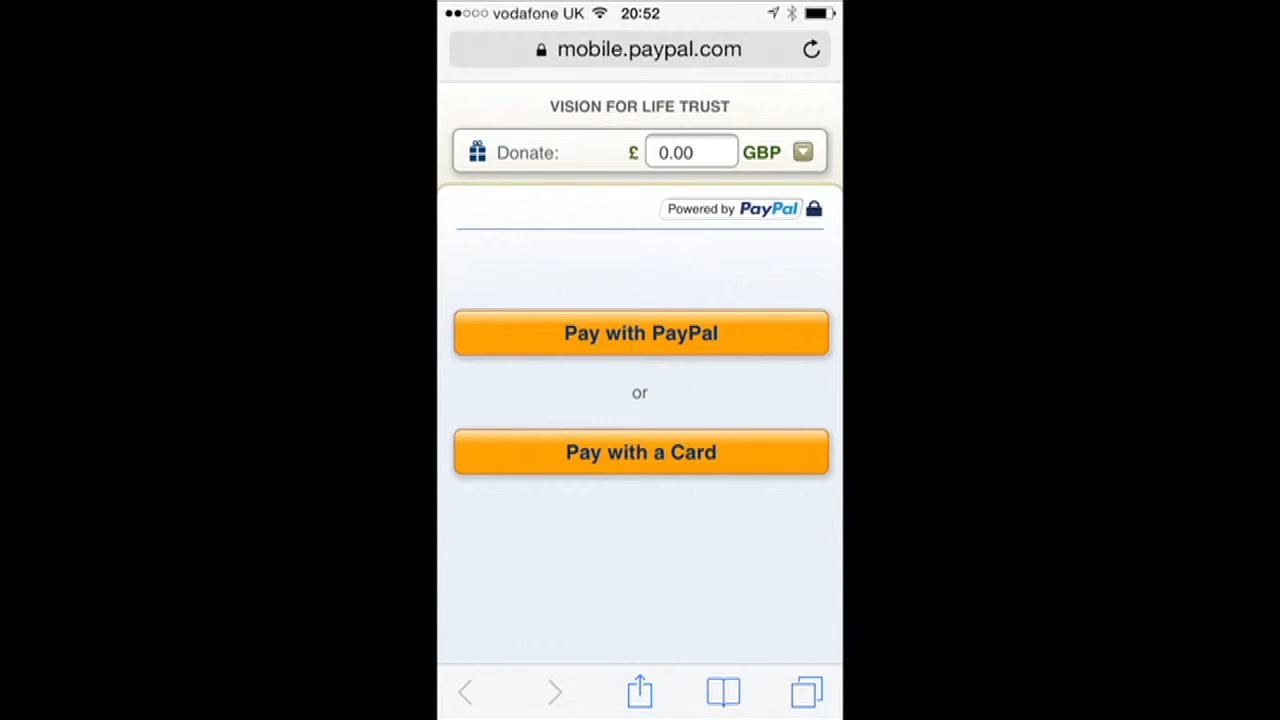 vodafone UK 20:52
mobile.paypal.com
VISION FOR LIFE TRUST
Donate: £ 0.00 GBP
Powered by PayPal
Pay with PayPal
or
Pay with a Card